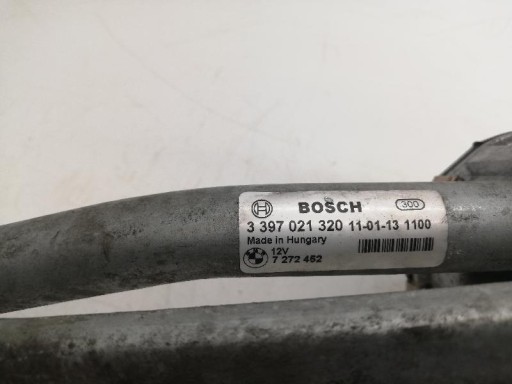 BOSCH 300
3 397 021 320 11-01-13 1100
Made in Hungary
12V
7 272 452